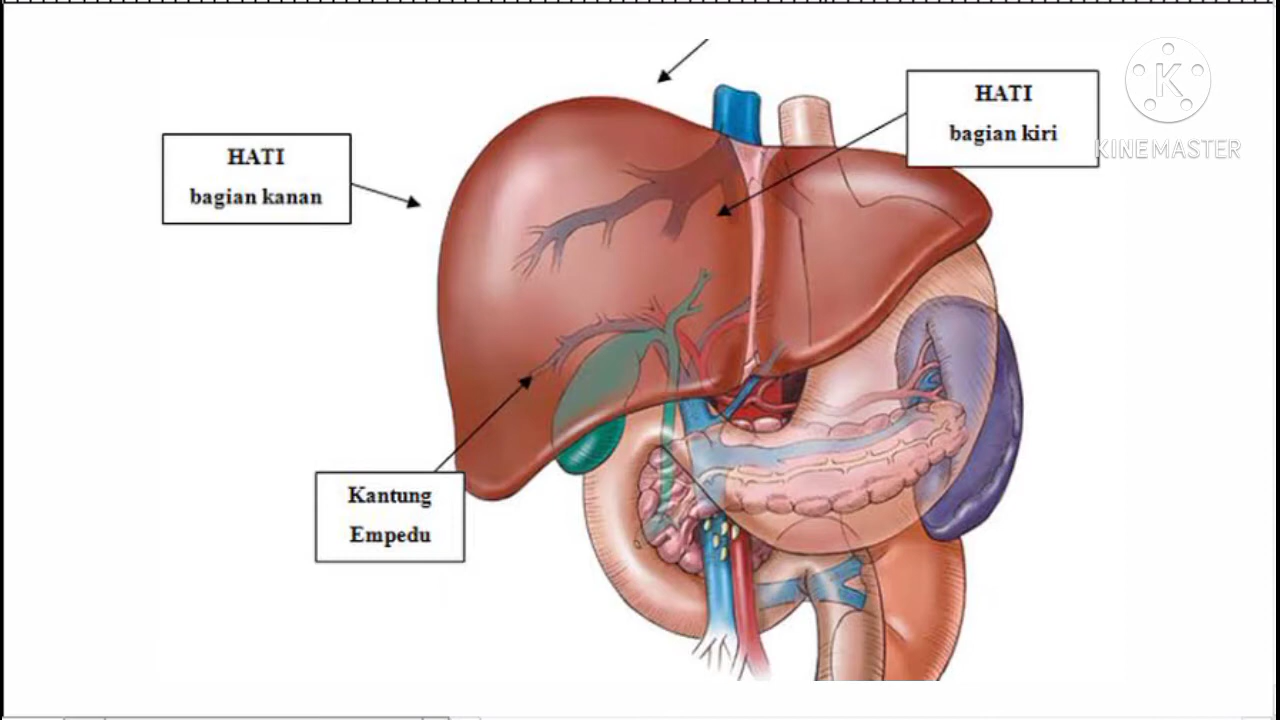 HATI
bagian kanan
HATI
bagian kiri
Kantung
Empedu
K
KINEMASTER